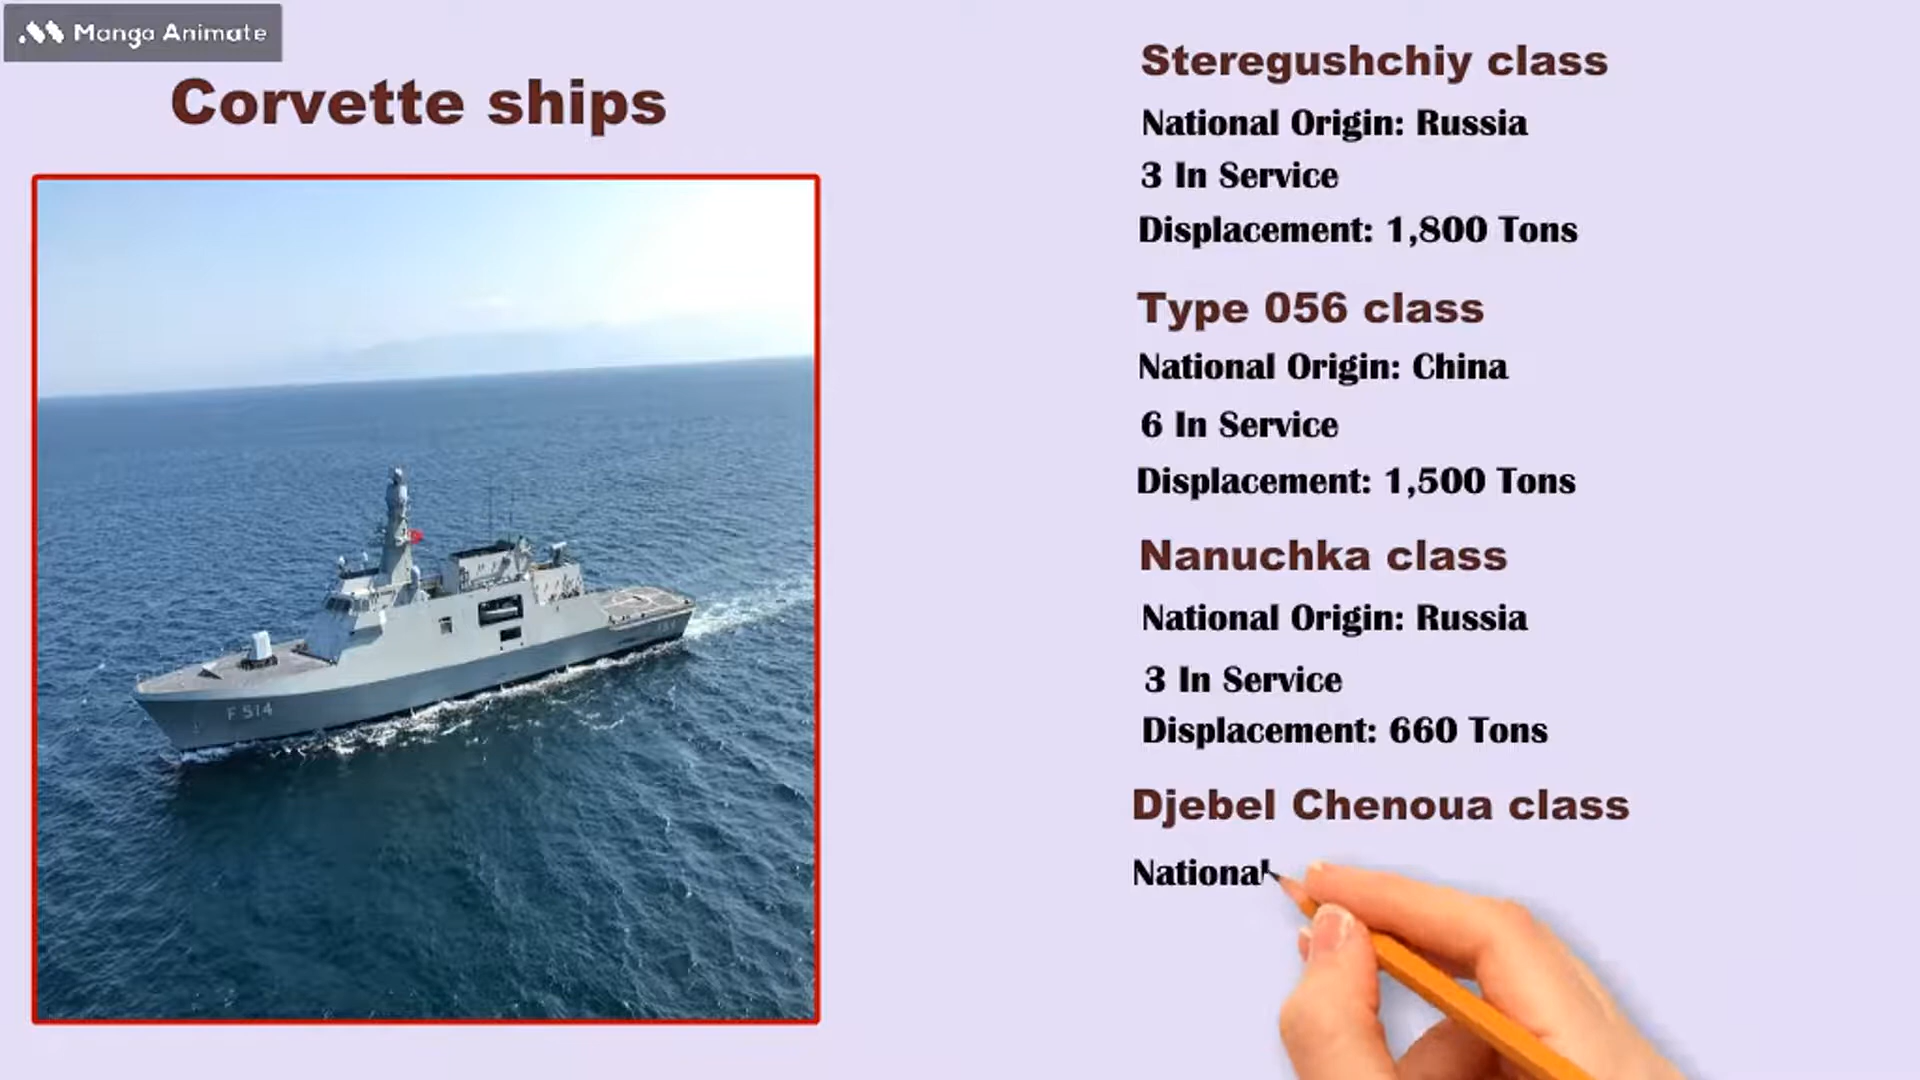 Manga Animate
Corvette ships
F 514
Steregushchiy class
National Origin: Russia
3 In Service
Displacement: 1,800 Tons
Type 056 class
National Origin: China
6 In Service
Displacement: 1,500 Tons
Nanuchka class
National Origin: Russia
3 In Service
Displacement: 660 Tons
Djebel Chenoua class
National